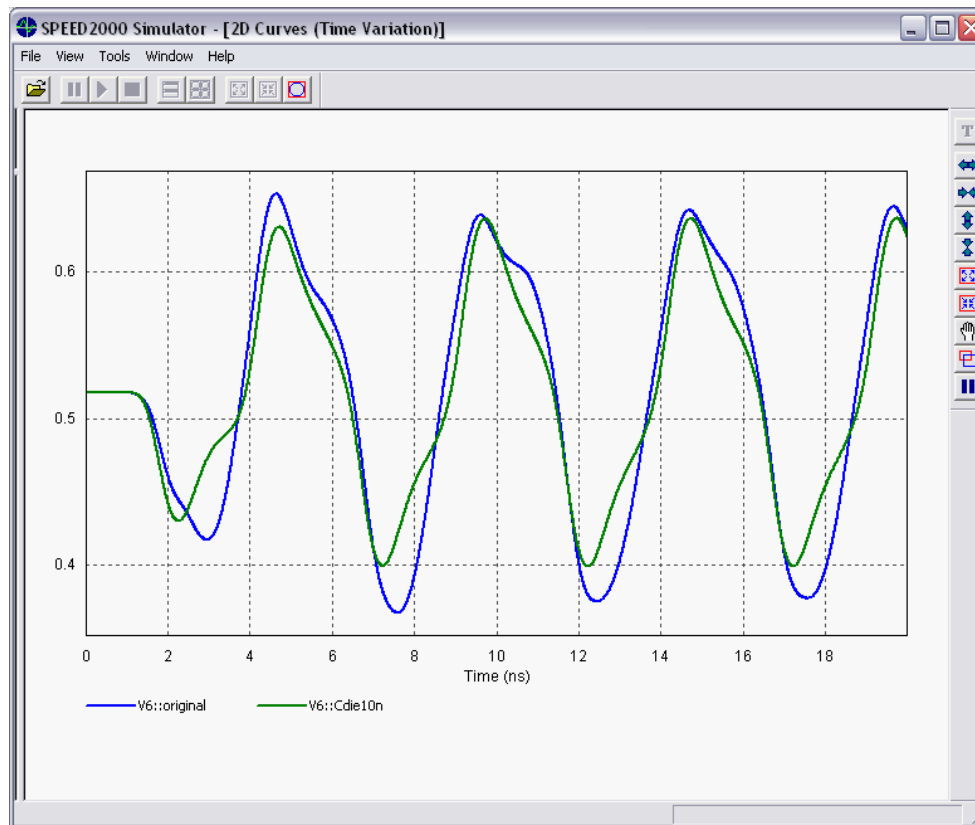 SPEED2000 Simulator - [2D Curves (Time Variation)]
File View Tools Window Help
T
0.6
0.5
0.4
0 2 4 6 8 10 12 14 16 18
Time (ns)
V6::original V6::Cdie10n